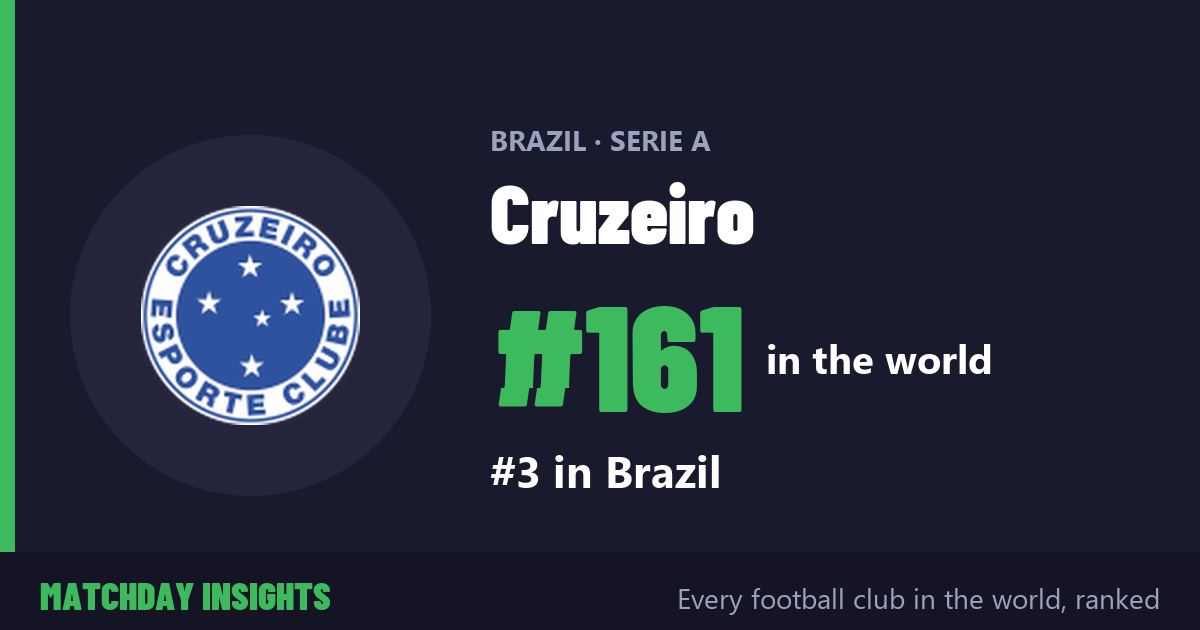 BRAZIL · SERIE A
Cruzeiro
CRUZEIRO
ESPORTE CLUBE
#161 in the world
#3 in Brazil
MATCHDAY INSIGHTS
Every football club in the world, ranked